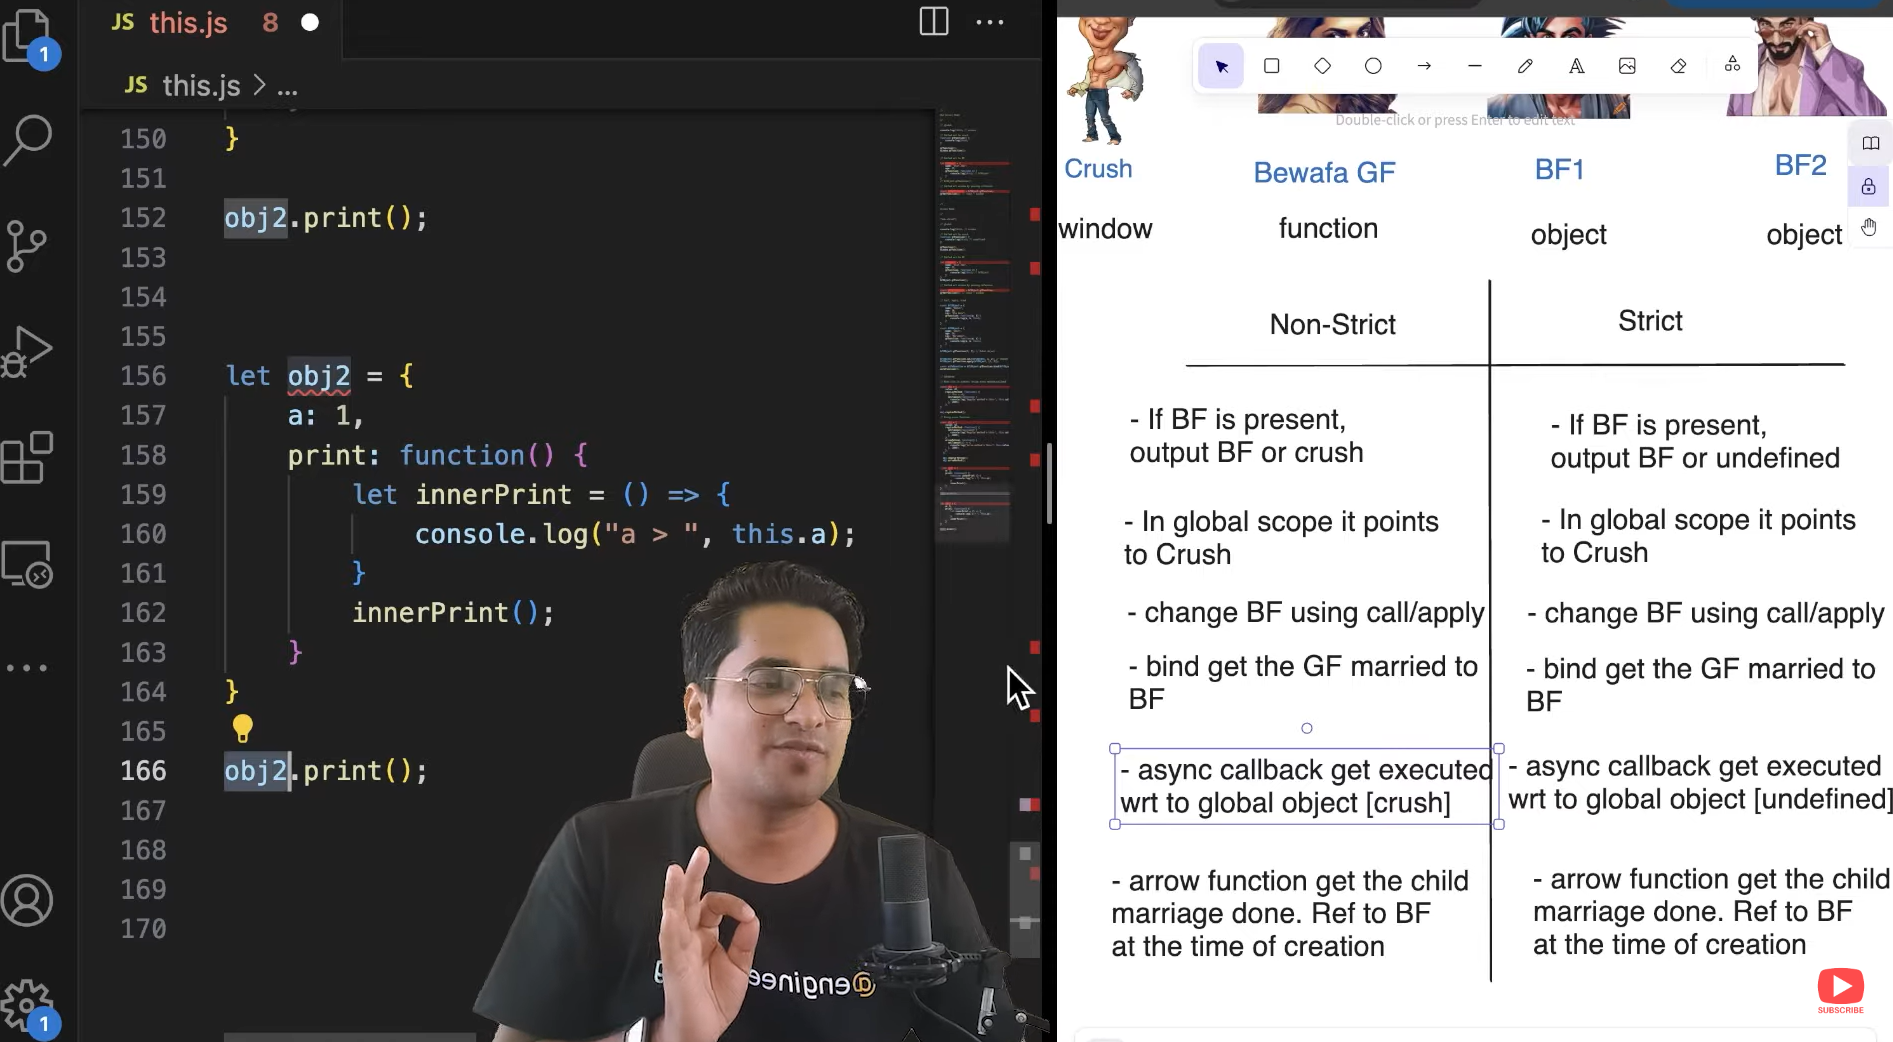 1
JS this.js 8
JS this.js > ...
150 }
151
152 obj2.print();
153
154
155
156 let obj2 = {
157 a: 1,
158 print: function() {
159 let innerPrint = () => {
160 console.log("a > ", this.a);
161 }
162 innerPrint();
163 }
164 }
165
166 obj2.print();
167
168
169
170
1
@enginee
Double-click or press Enter to edit text
Crush
Bewafa GF
BF1
BF2
window
function
object
object
Non-Strict
Strict
- If BF is present,
output BF or crush
- In global scope it points
to Crush
- change BF using call/apply
- bind get the GF married to
BF
- async callback get executed
wrt to global object [crush]
- arrow function get the child
marriage done. Ref to BF
at the time of creation
- If BF is present,
output BF or undefined
- In global scope it points
to Crush
- change BF using call/apply
- bind get the GF married to
BF
- async callback get executed
wrt to global object [undefined]
- arrow function get the child
marriage done. Ref to BF
at the time of creation
SUBSCRIBE